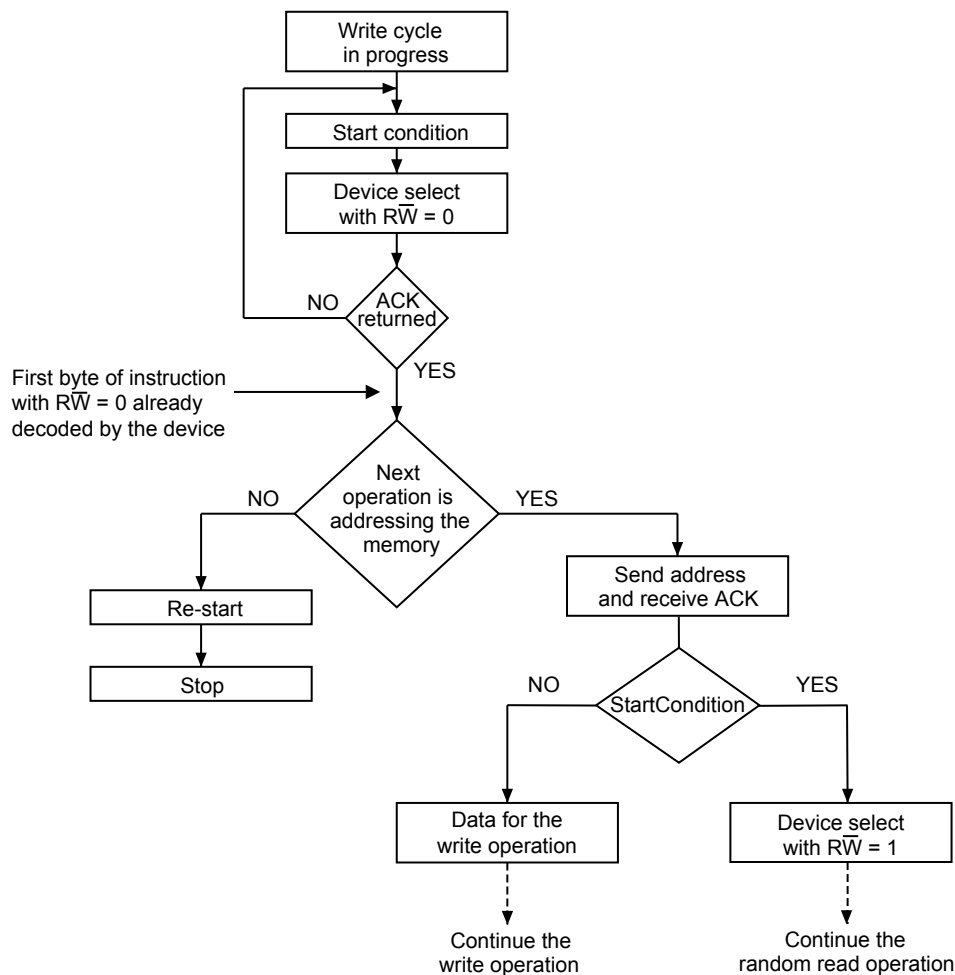 Write cycle
in progress
Start condition
Device select
with RW̅ = 0
NO
ACK
returned
YES
First byte of instruction
with RW̅ = 0 already
decoded by the device
Next
operation is
addressing the
memory
NO
YES
Re-start
Stop
Send address
and receive ACK
NO
StartCondition
YES
Data for the
write operation
Device select
with RW̅ = 1
Continue the
write operation
Continue the
random read operation